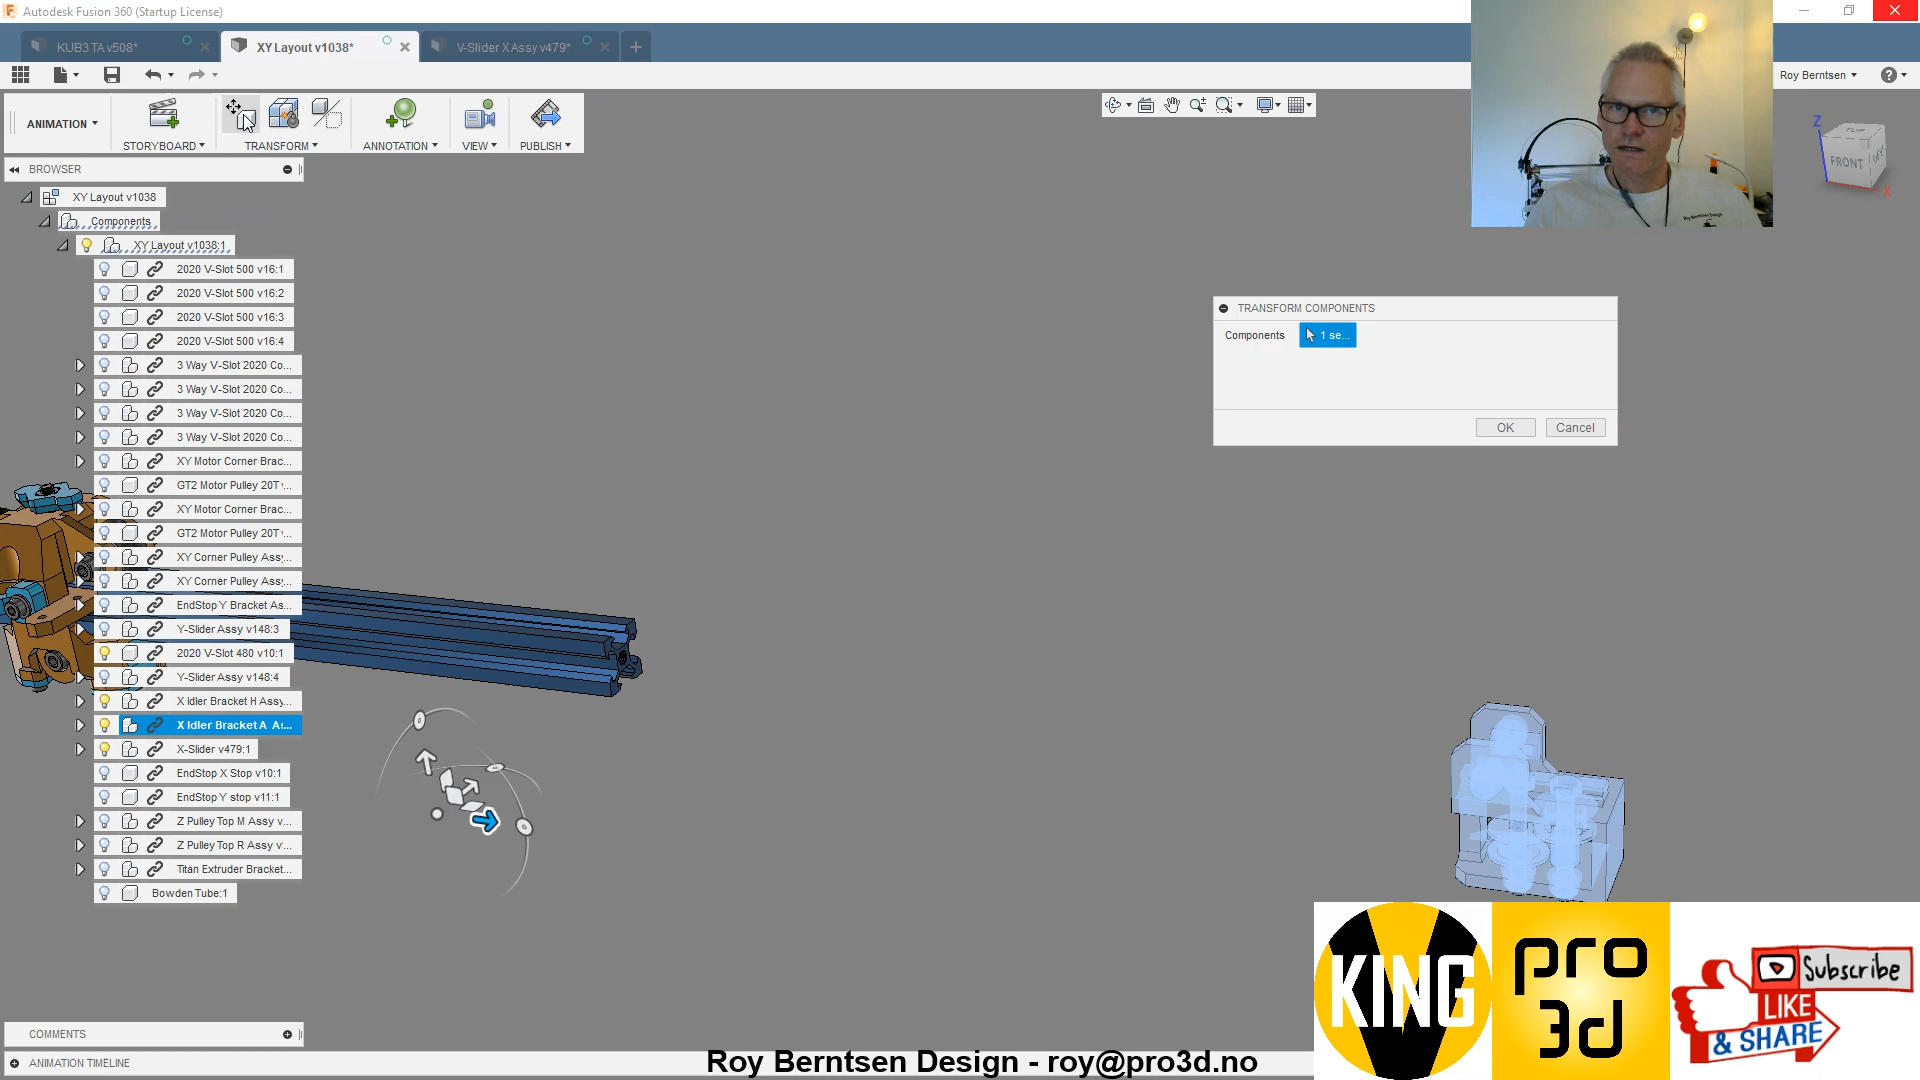 Autodesk Fusion 360 (Startup License)
KUB3 TA v508*
XY Layout v1038*
V-Slider X Assy v479*
Roy Berntsen
ANIMATION
STORYBOARD
TRANSFORM
ANNOTATION
VIEW
PUBLISH
Z
TOP
FRONT
X
BROWSER
XY Layout v1038
Components
XY Layout v1038:1
2020 V-Slot 500 v16:1
2020 V-Slot 500 v16:2
2020 V-Slot 500 v16:3
2020 V-Slot 500 v16:4
3 Way V-Slot 2020 Co...
3 Way V-Slot 2020 Co...
3 Way V-Slot 2020 Co...
3 Way V-Slot 2020 Co...
XY Motor Corner Brac...
GT2 Motor Pulley 20T ...
XY Motor Corner Brac...
GT2 Motor Pulley 20T ...
XY Corner Pulley Assy...
XY Corner Pulley Assy...
EndStop Y Bracket As...
Y-Slider Assy v148:3
2020 V-Slot 480 v10:1
Y-Slider Assy v148:4
X Idler Bracket H Assy...
X Idler Bracket A As...
X-Slider v479:1
EndStop X Stop v10:1
EndStop Y stop v11:1
Z Pulley Top M Assy v...
Z Pulley Top R Assy v...
Titan Extruder Bracket...
Bowden Tube:1
TRANSFORM COMPONENTS
Components
1 se...
OK
Cancel
COMMENTS
ANIMATION TIMELINE
Roy Berntsen Design - roy@pro3d.no
KING
pro
3d
Subscribe
LIKE
& SHARE